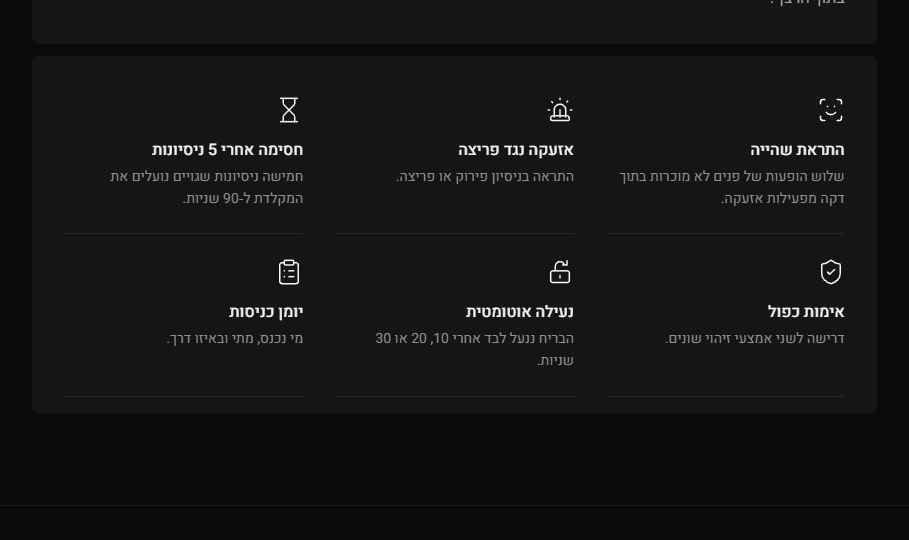 התראת שהייה
שלוש הופעות של פנים לא מוכרות בתוך
דקה מפעילות אזעקה.
אזעקה נגד פריצה
התראה בניסיון פירוק או פריצה.
חסימה אחרי 5 ניסיונות
חמישה ניסיונות שגויים נועלים את
המקלדת ל-90 שניות.
אימות כפול
דרישה לשני אמצעי זיהוי שונים.
נעילה אוטומטית
הבריח ננעל לבד אחרי 10, 20 או 30
שניות.
יומן כניסות
מי נכנס, מתי ובאיזו דרך.